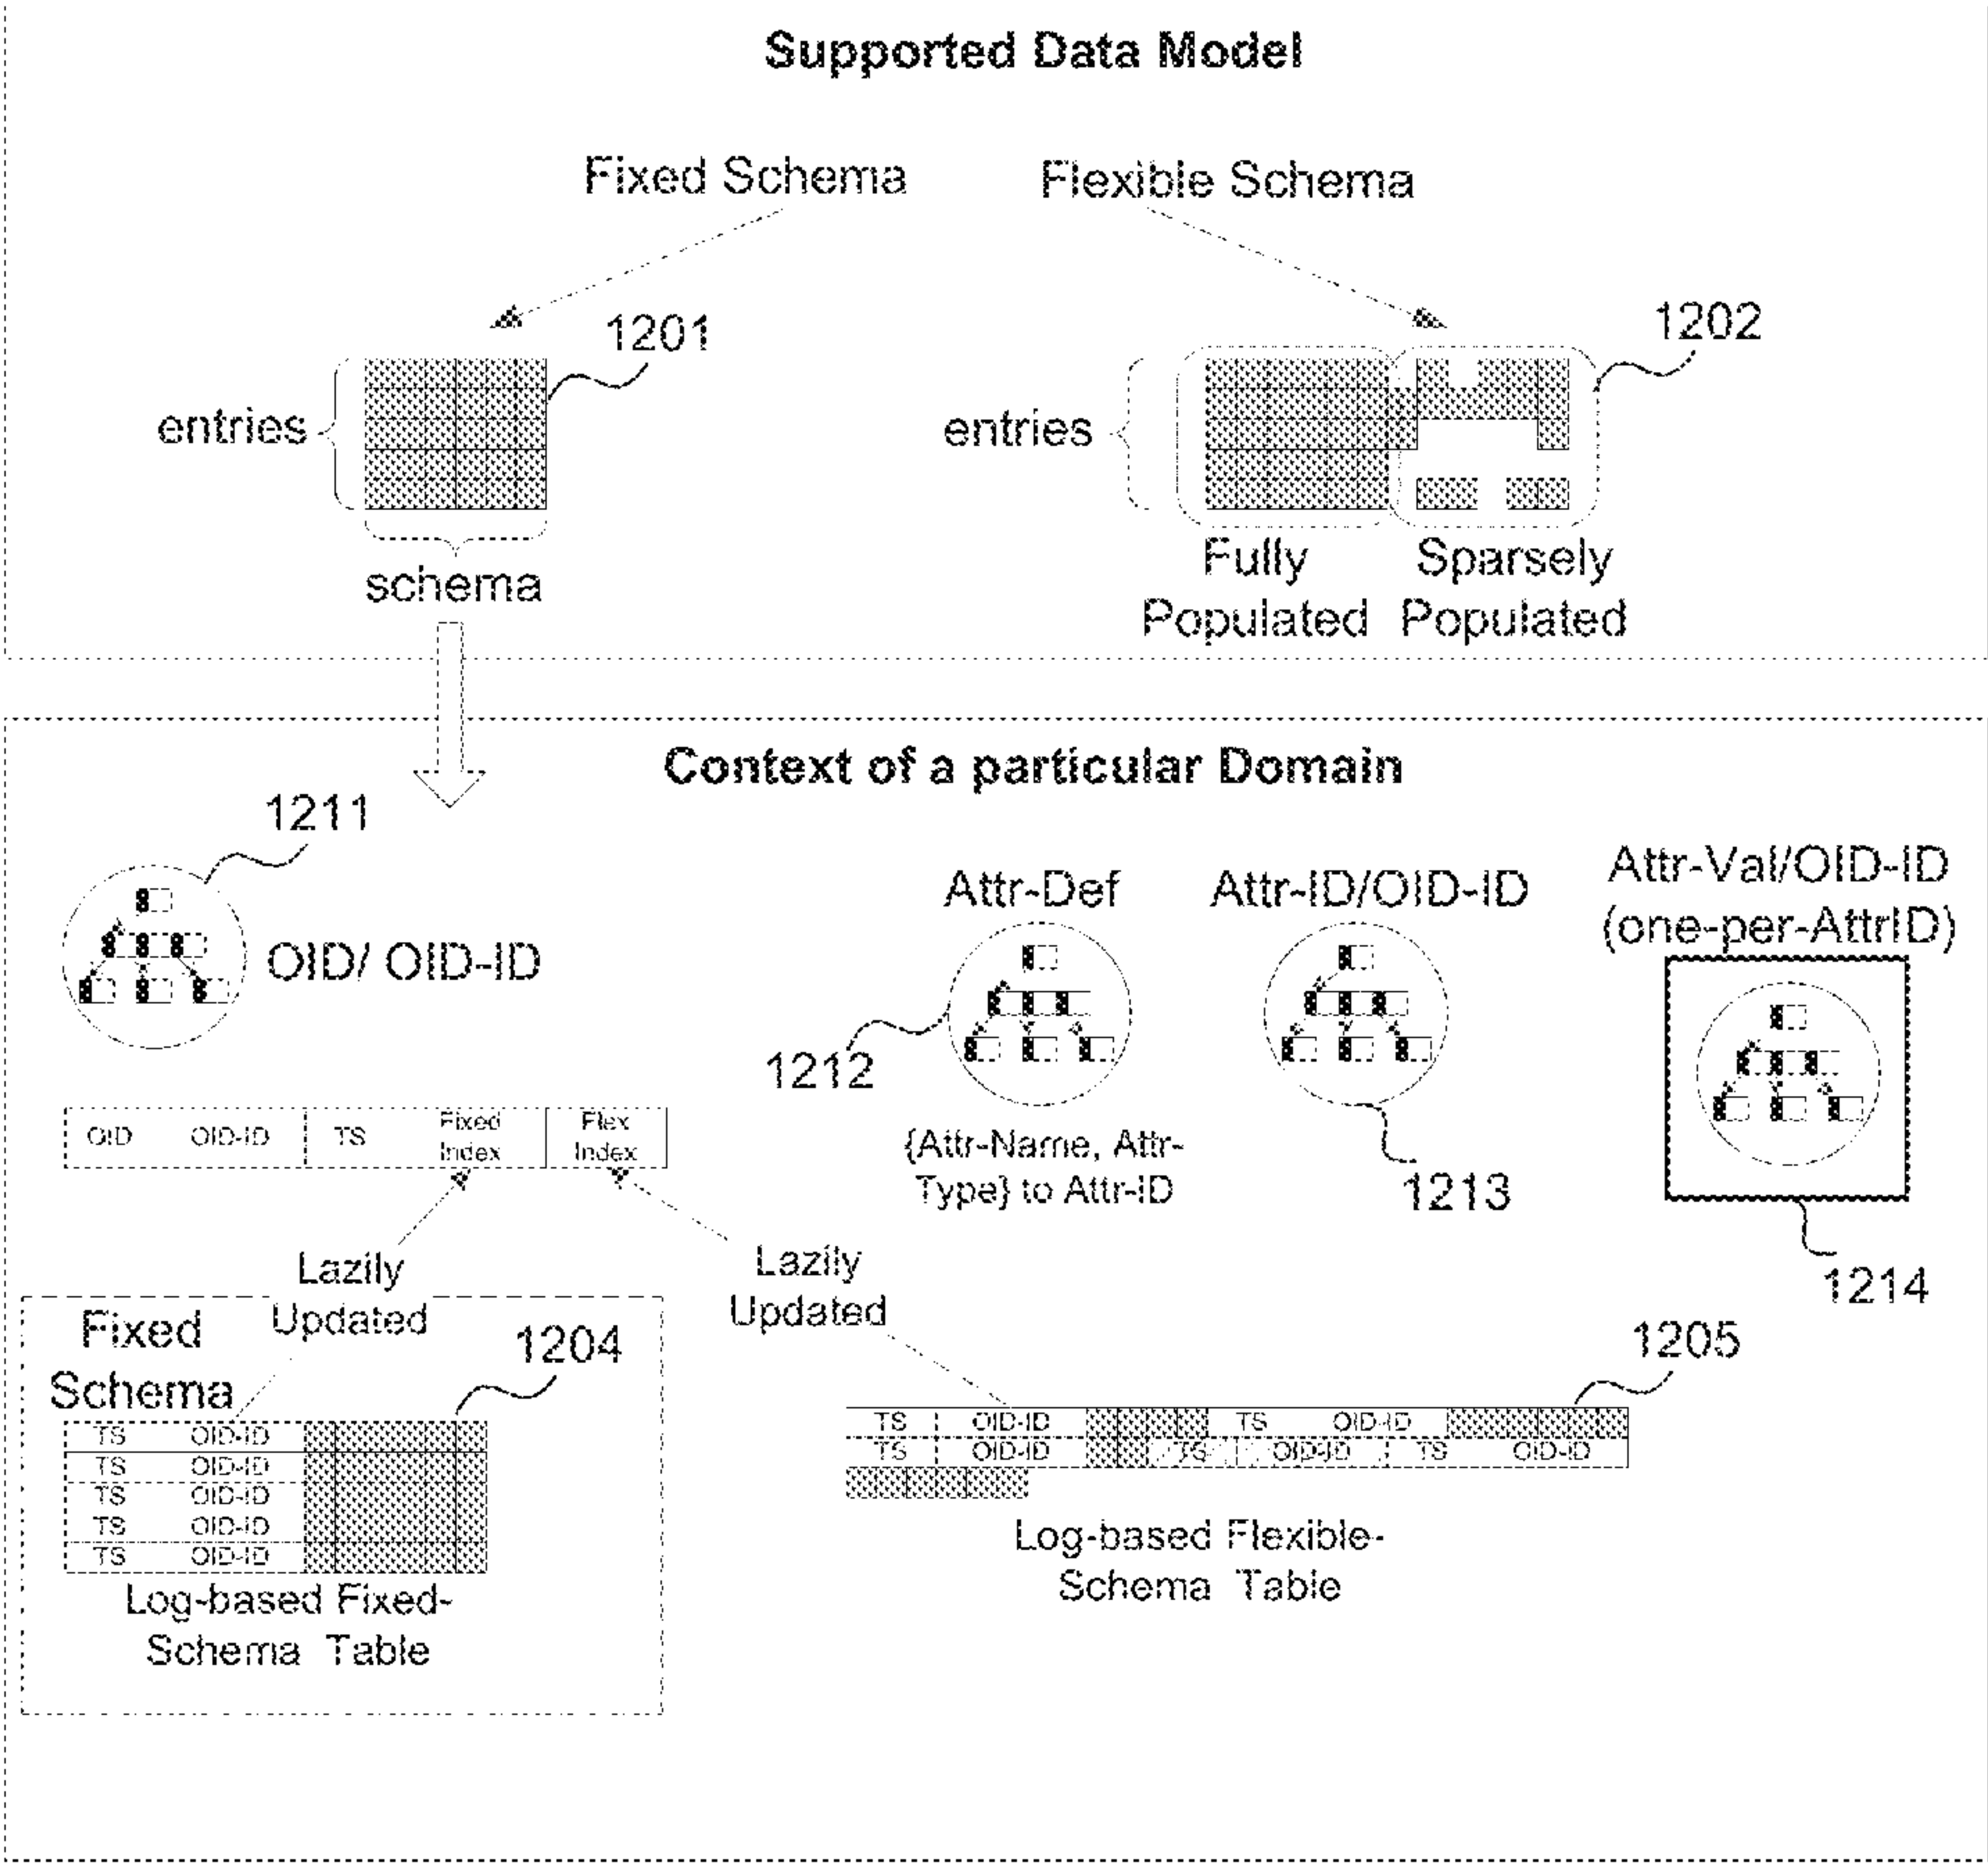 Supported Data Model
Fixed Schema
Flexible Schema
1201
1202
entries
entries
schema
Fully
Populated
Sparsely
Populated
Context of a particular Domain
1211
OID/ OID-ID
Attr-Def
Attr-ID/OID-ID
Attr-Val/OID-ID
(one-per-AttrID)
1212
{Attr-Name, Attr-
Type} to Attr-ID
1213
1214
OID OID-ID TS Fixed
Index
Flex
Index
Lazily
Updated
Lazily
Updated
Fixed
Schema
1204
TS OID-ID
TS OID-ID
TS OID-ID
TS OID-ID
TS OID-ID
Log-based Fixed-
Schema Table
1205
TS OID-ID TS OID-ID
TS OID-ID TS OID-ID TS OID-ID
Log-based Flexible-
Schema Table